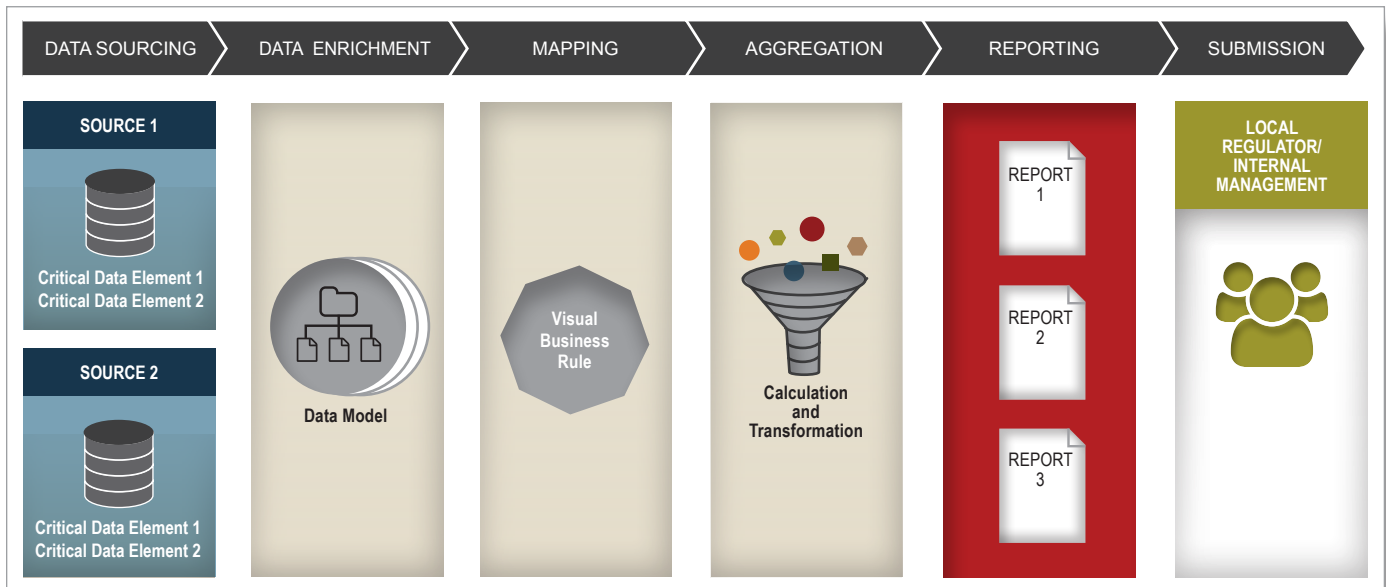 DATA SOURCING
DATA ENRICHMENT
MAPPING
AGGREGATION
REPORTING
SUBMISSION
SOURCE 1
Critical Data Element 1
Critical Data Element 2
SOURCE 2
Critical Data Element 1
Critical Data Element 2
Data Model
Visual
Business
Rule
Calculation
and
Transformation
REPORT
1
REPORT
2
REPORT
3
LOCAL
REGULATOR/
INTERNAL
MANAGEMENT